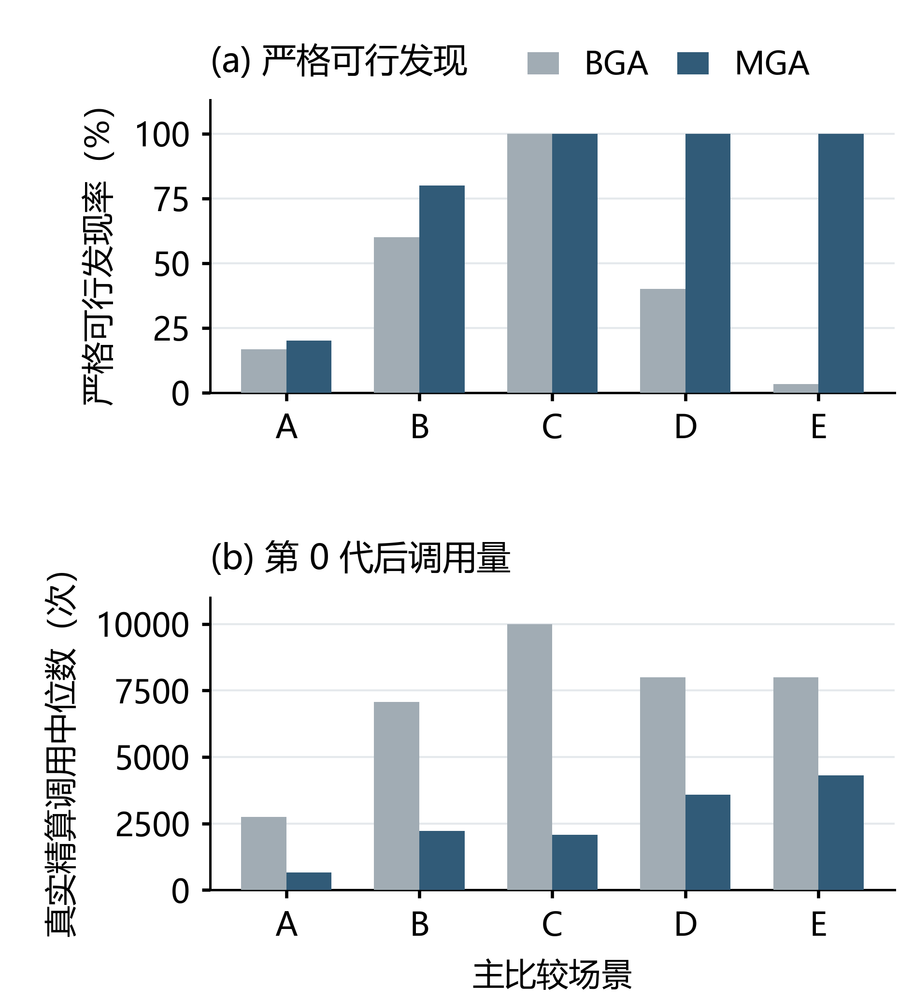 (a) 严格可行发现
BGA
MGA
严格可行发现率（%）
100
75
50
25
0
A
B
C
D
E
(b) 第 0 代后调用量
真实精算调用中位数（次）
10000
7500
5000
2500
0
A
B
C
D
E
主比较场景